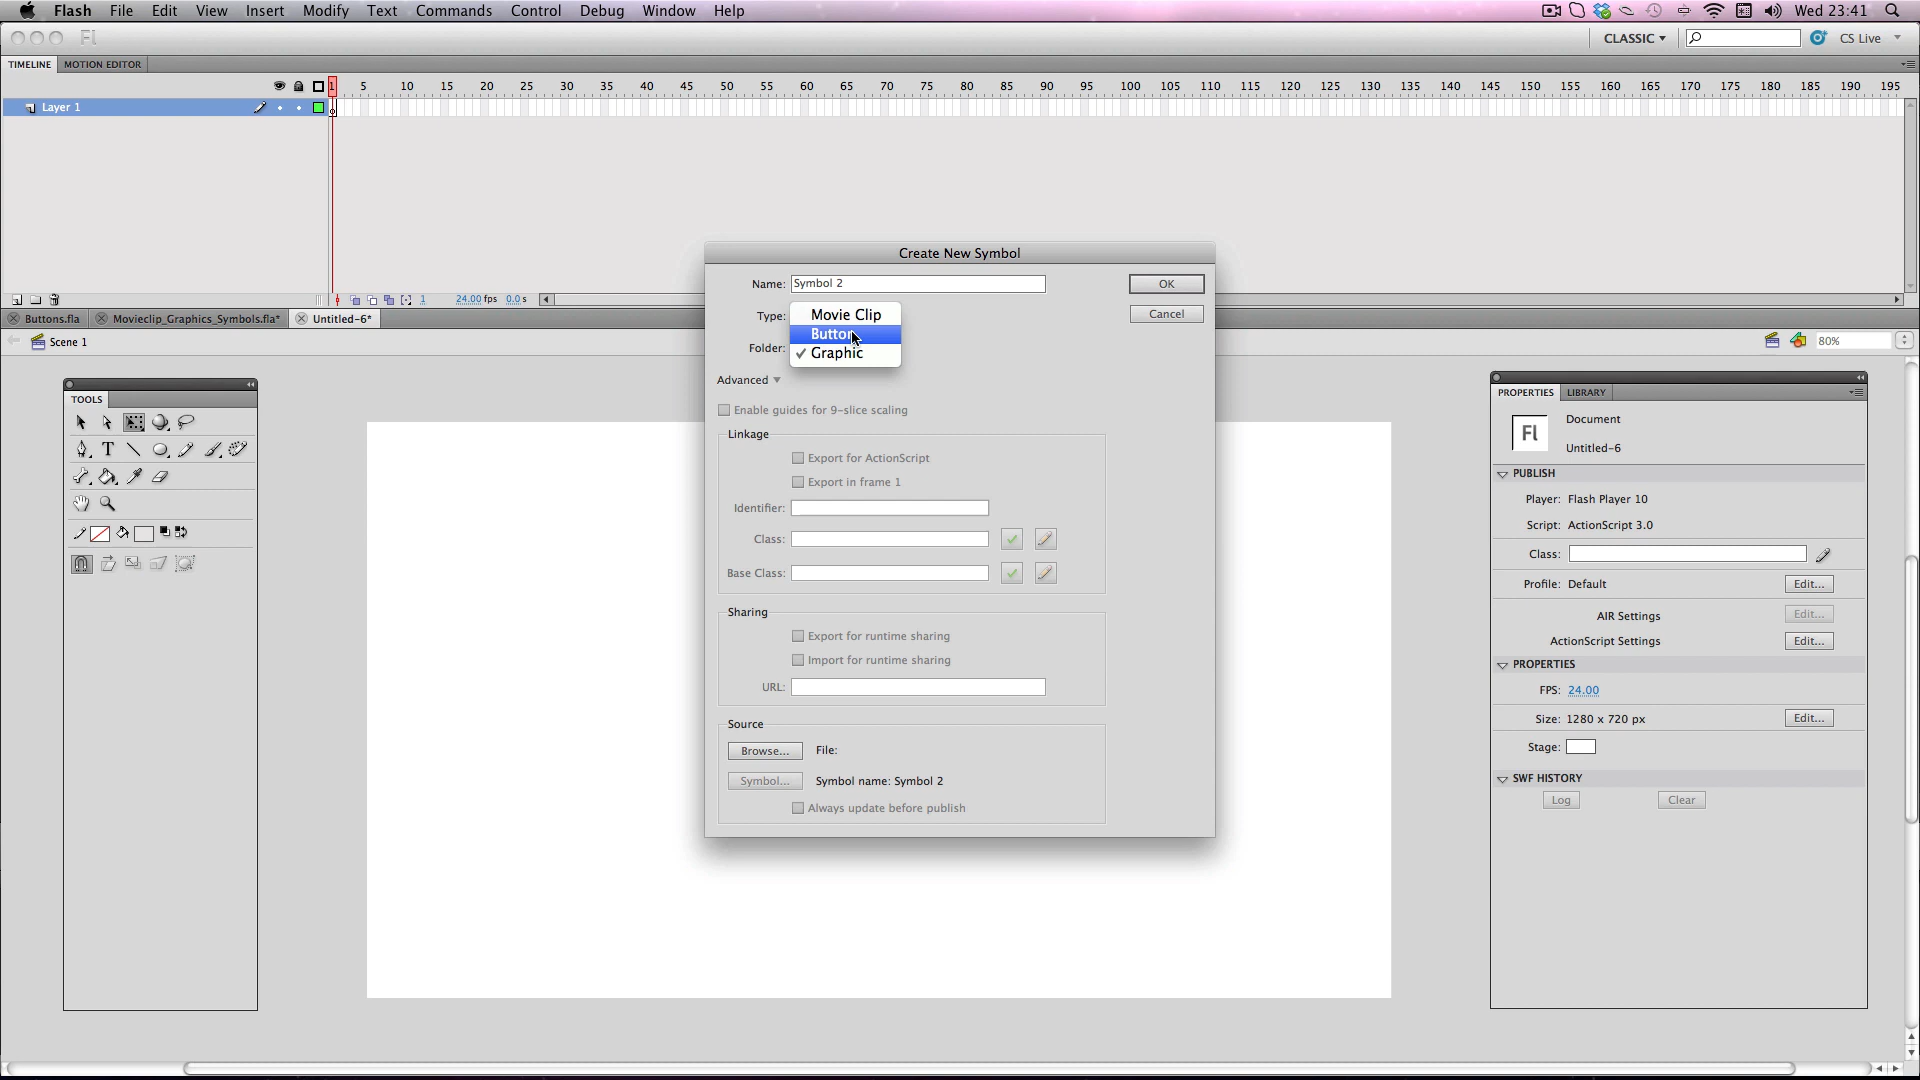 Flash File Edit View Insert Modify Text Commands Control Debug Window Help Wed 23:41
Fl CLASSIC CS Live
TIMELINE MOTION EDITOR
1 5 10 15 20 25 30 35 40 45 50 55 60 65 70 75 80 85 90 95 100 105 110 115 120 125 130 135 140 145 150 155 160 165 170 175 180 185 190 195
Layer 1
1 24.00 fps 0.0 s
Buttons.fla Movieclip_Graphics_Symbols.fla* Untitled-6*
Scene 1 80%
TOOLS
T
Create New Symbol
Name: Symbol 2 OK
Type: Movie Clip Cancel
Button
Folder: Graphic
Advanced
Enable guides for 9-slice scaling
Linkage
Export for ActionScript
Export in frame 1
Identifier:
Class:
Base Class:
Sharing
Export for runtime sharing
Import for runtime sharing
URL:
Source
Browse... File:
Symbol... Symbol name: Symbol 2
Always update before publish
PROPERTIES LIBRARY
Fl Document
Untitled-6
PUBLISH
Player: Flash Player 10
Script: ActionScript 3.0
Class:
Profile: Default Edit...
AIR Settings Edit...
ActionScript Settings Edit...
PROPERTIES
FPS: 24.00
Size: 1280 x 720 px Edit...
Stage:
SWF HISTORY
Log Clear